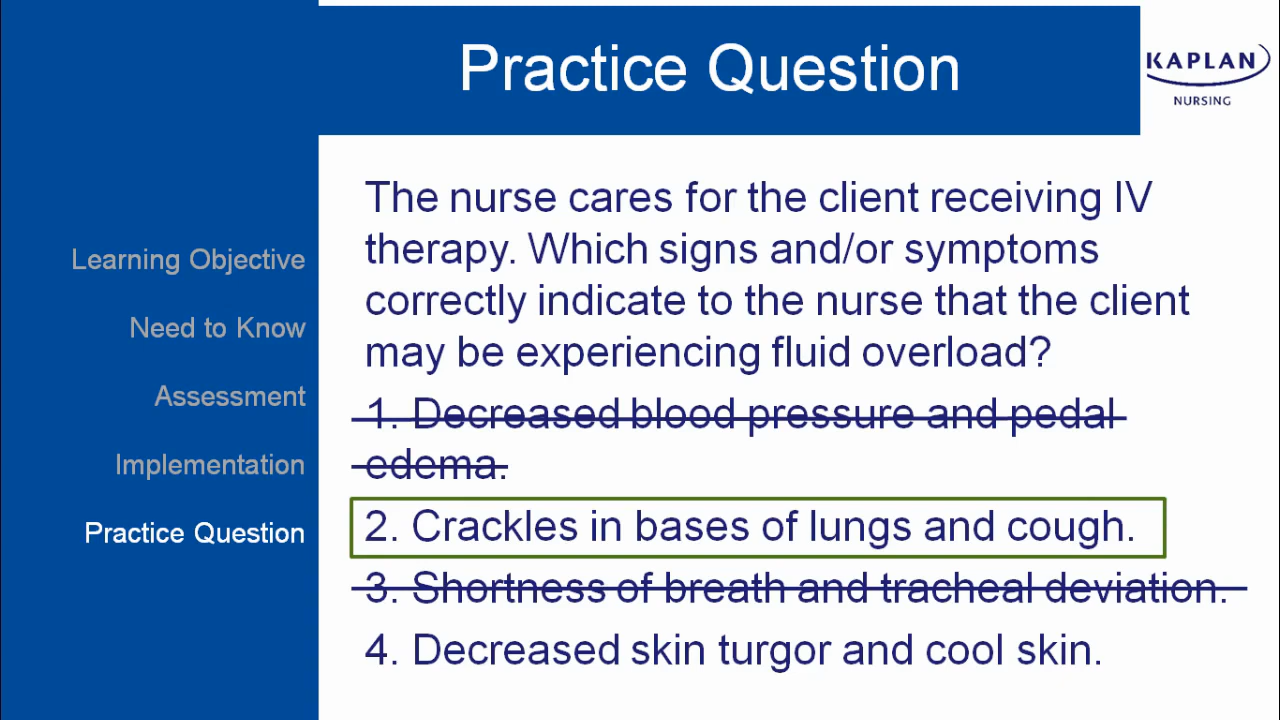 Practice Question
KAPLAN
NURSING
Learning Objective
Need to Know
Assessment
Implementation
Practice Question
The nurse cares for the client receiving IV
therapy. Which signs and/or symptoms
correctly indicate to the nurse that the client
may be experiencing fluid overload?
1. Decreased blood pressure and pedal
edema.
2. Crackles in bases of lungs and cough.
3. Shortness of breath and tracheal deviation.
4. Decreased skin turgor and cool skin.